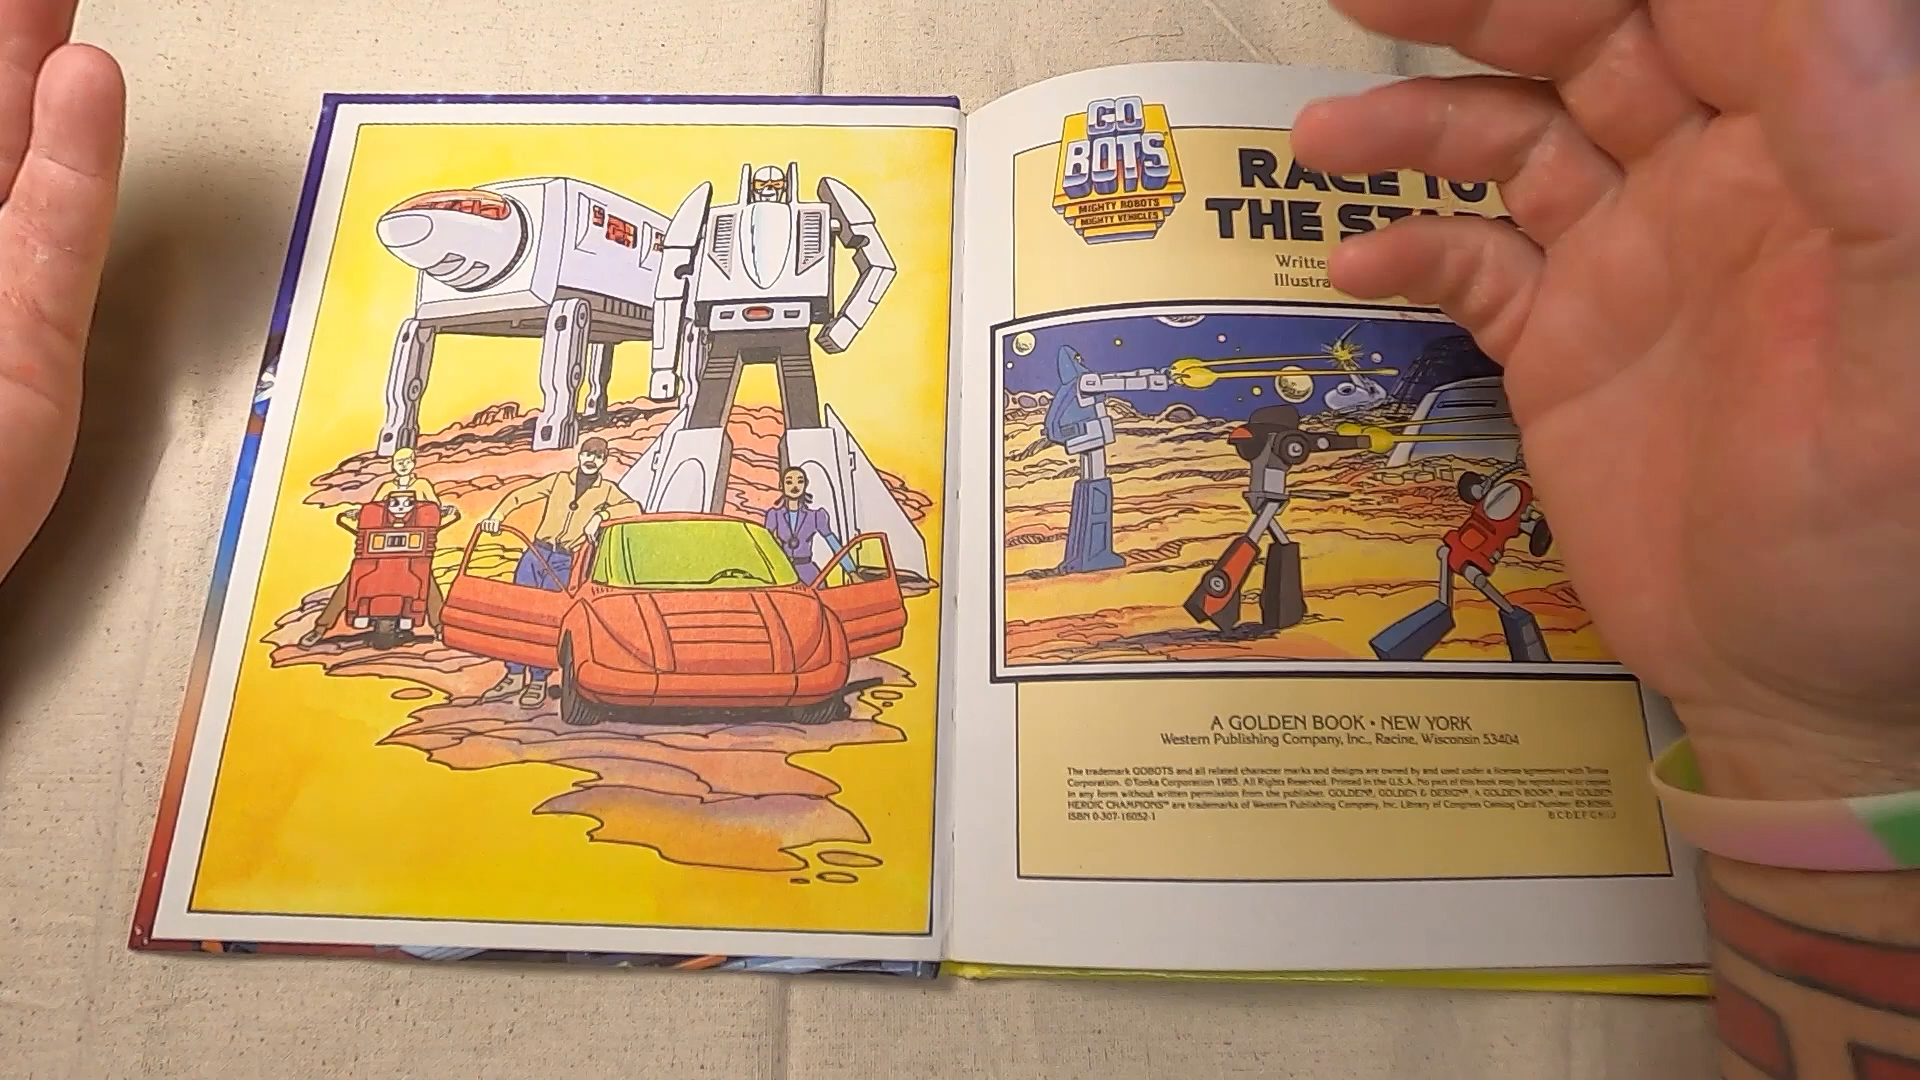 GO
BOTS
MIGHTY ROBOTS
MIGHTY VEHICLES
RACE TO
THE
Writte
Illustra
A GOLDEN BOOK • NEW YORK
Western Publishing Company, Inc., Racine, Wisconsin 53404
The trademark GOBOTS and all related character marks and designs are owned by and used under a license agreement with Tonka
Corporation. © Tonka Corporation 1985. All Rights Reserved. Printed in the U.S.A. No part of this book may be reproduced or copied
in any form without written permission from the publisher. GOLDEN®, GOLDEN & DESIGN®, A GOLDEN BOOK®, and GOLDEN
HEROIC CHAMPIONS™ are trademarks of Western Publishing Company, Inc. Library of Congress Catalog Card Number:
ISBN 0-307-16052-1